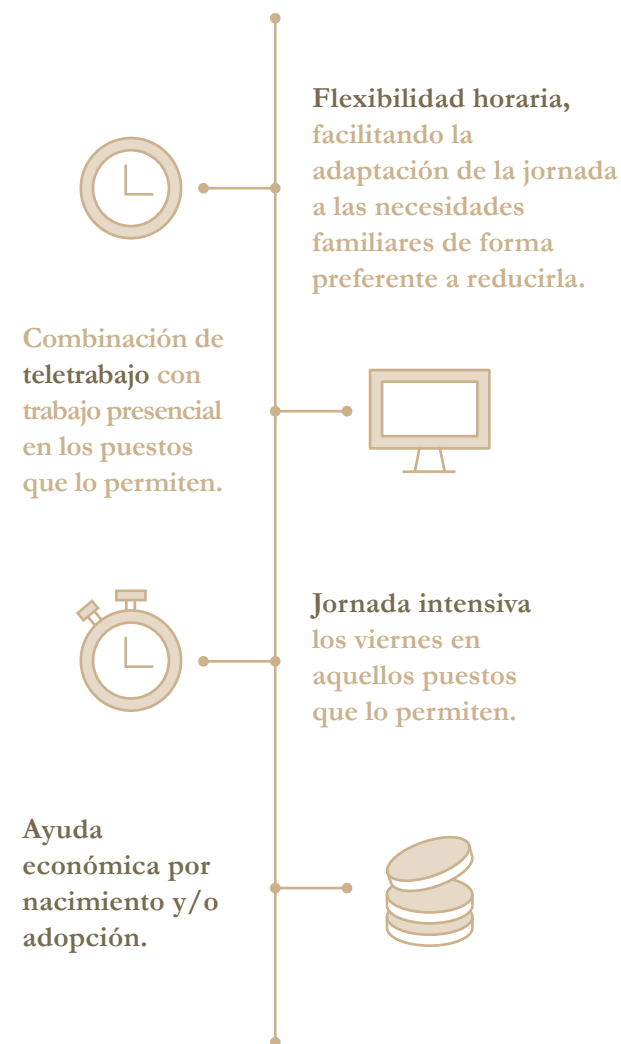 Flexibilidad horaria,
facilitando la
adaptación de la jornada
a las necesidades
familiares de forma
preferente a reducirla.
Combinación de
teletrabajo con
trabajo presencial
en los puestos
que lo permiten.
Jornada intensiva
los viernes en
aquellos puestos
que lo permiten.
Ayuda
económica por
nacimiento y/o
adopción.